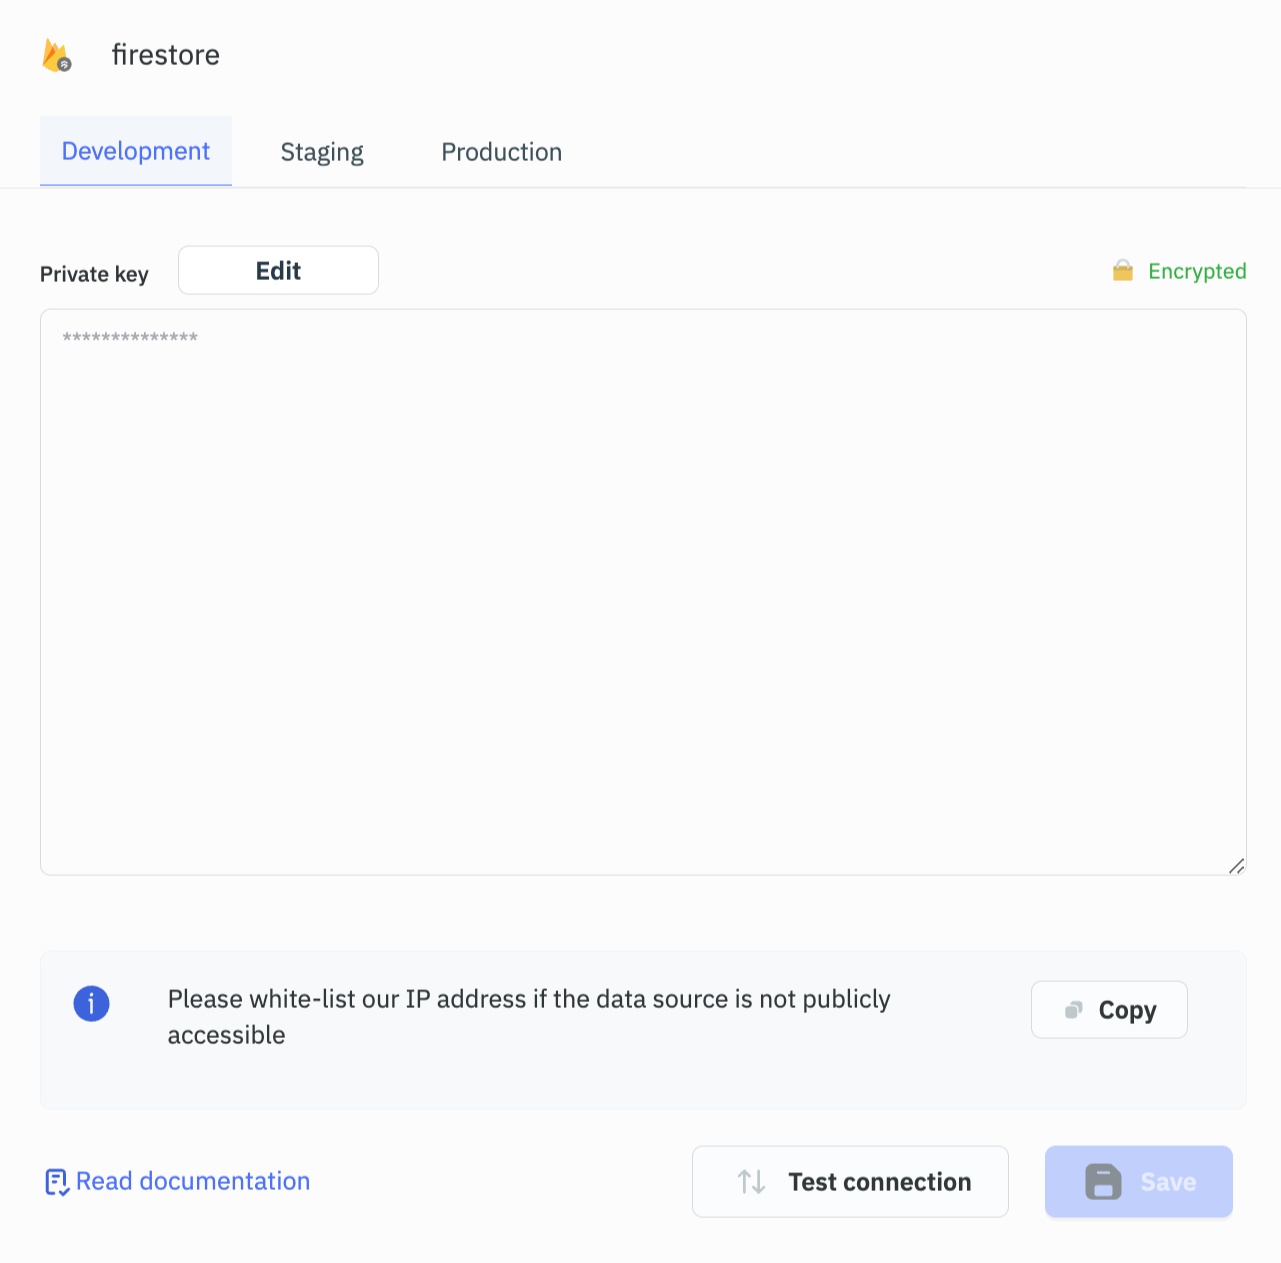 firestore
Development Staging Production
Private key Edit Encrypted
**************
Please white-list our IP address if the data source is not publicly
accessible
Copy
Read documentation Test connection Save